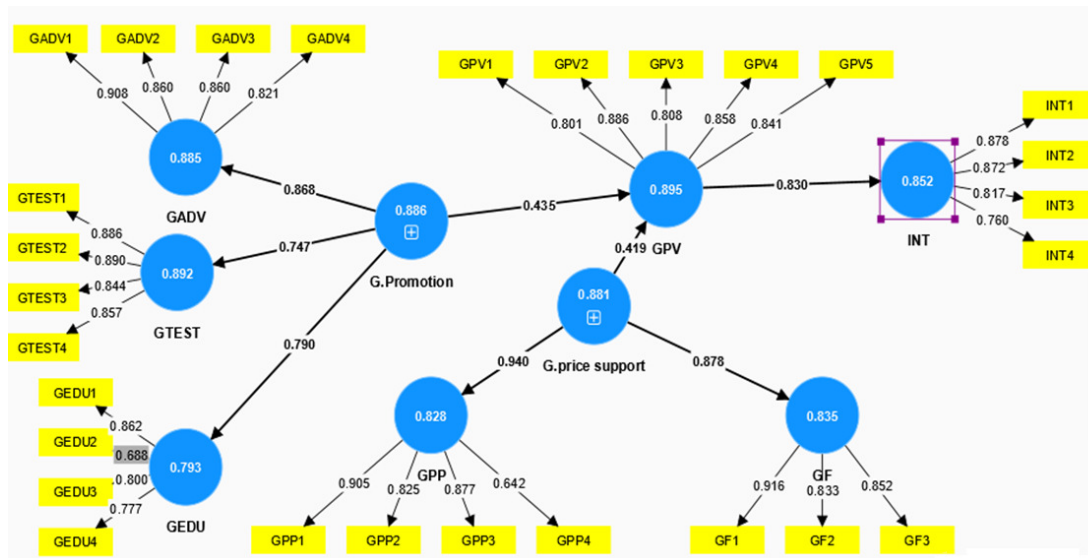 GADV1
GADV2
GADV3
GADV4
0.908
0.860
0.860
0.821
0.885
GADV
GTEST1
GTEST2
GTEST3
GTEST4
0.886
0.890
0.844
0.857
0.892
GTEST
GEDU1
GEDU2
GEDU3
GEDU4
0.862
0.688
0.800
0.777
0.793
GEDU
0.868
0.747
0.790
0.886
G.Promotion
0.435
GPV1
GPV2
GPV3
GPV4
GPV5
0.801
0.886
0.808
0.858
0.841
0.895
GPV
0.830
0.852
INT
0.878
0.872
0.817
0.760
INT1
INT2
INT3
INT4
0.419
0.881
G.price support
0.940
0.878
0.828
GPP
0.905
0.825
0.877
0.642
GPP1
GPP2
GPP3
GPP4
0.835
GF
0.916
0.833
0.852
GF1
GF2
GF3